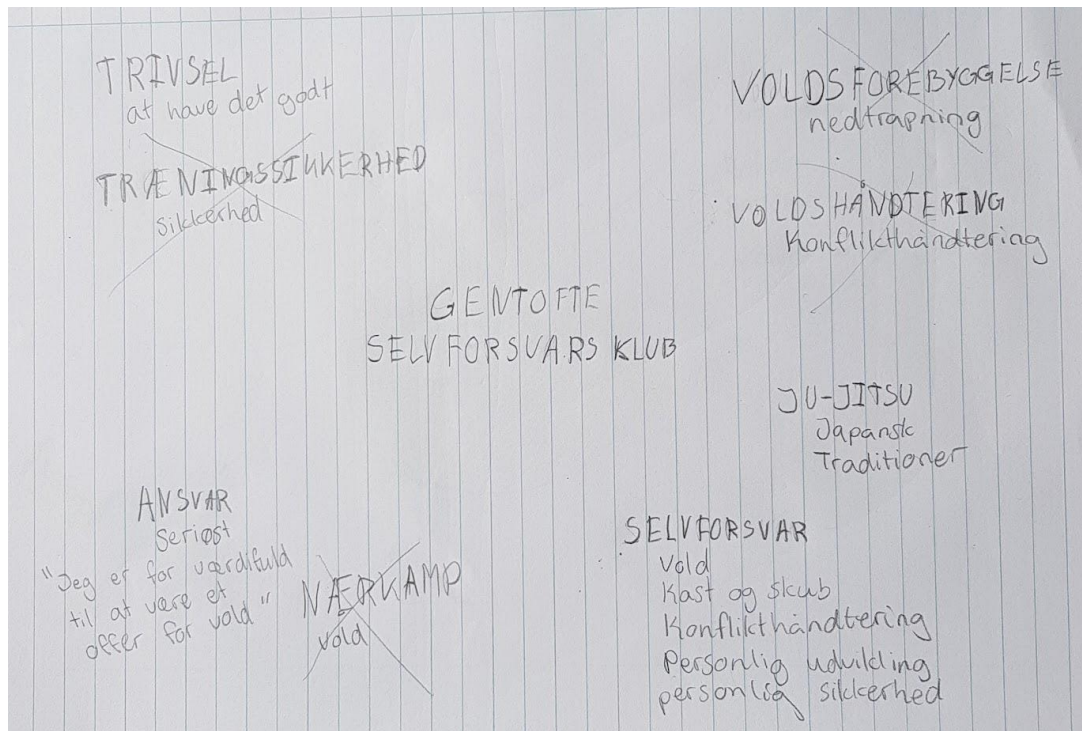 TRIVSEL
at have det godt
TRÆNINGSSIKKERHED
sikkerhed
VOLDSFOREBYGGELSE
nedtrapning
VOLDSHÅNDTERING
Konflikthåndtering
GENTOFTE
SELVFORSVARS KLUB
JU-JITSU
Japansk
Traditioner
ANSVAR
Seriøst
"Jeg er for værdifuld
til at være et
offer for vold"
NÆRKAMP
vold
SELVFORSVAR
Vold
Kast og skub
Konflikthåndtering
Personlig udvikling
personlig sikkerhed